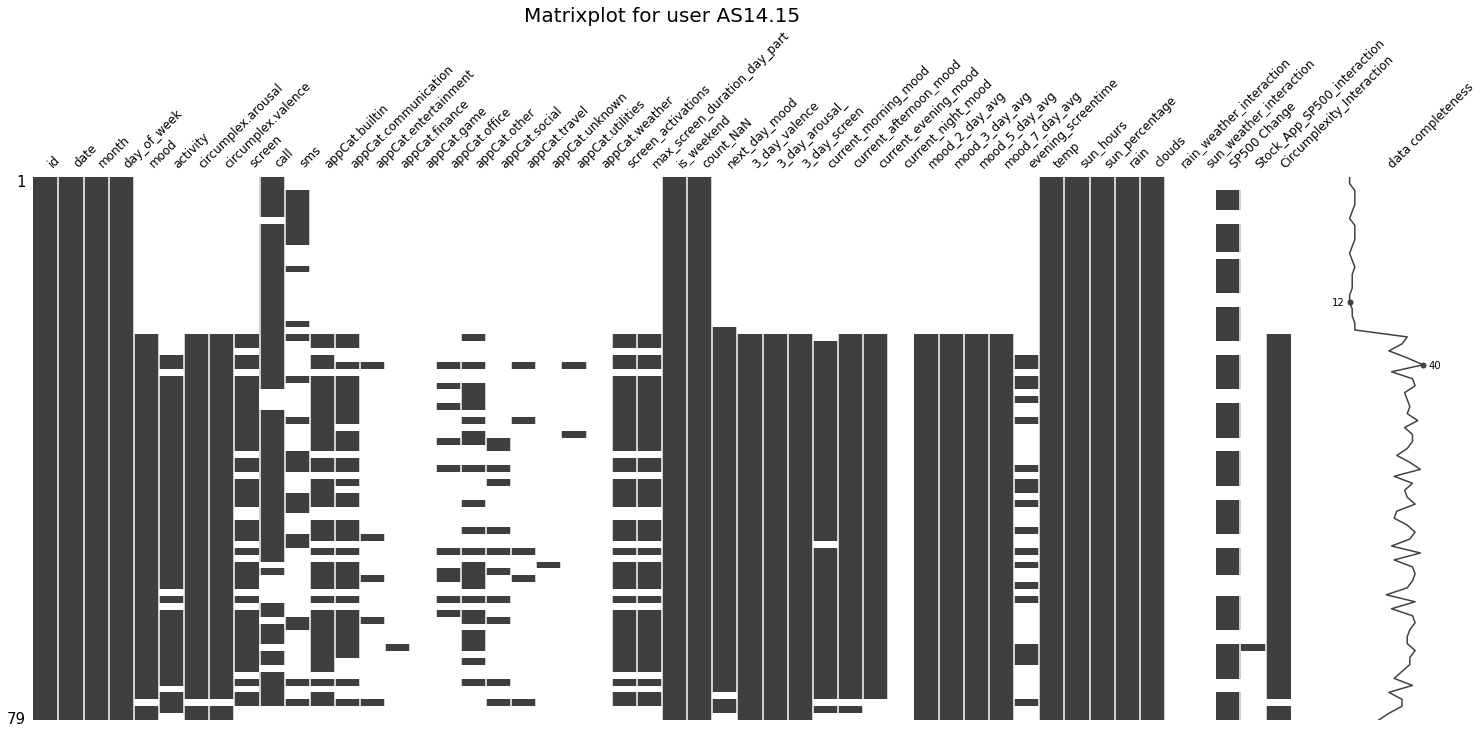 Matrixplot for user AS14.15
id
date
month
day_of_week
mood
activity
circumplex.arousal
circumplex.valence
screen
call
sms
appCat.builtin
appCat.communication
appCat.entertainment
appCat.finance
appCat.game
appCat.office
appCat.other
appCat.social
appCat.travel
appCat.unknown
appCat.utilities
appCat.weather
screen_activations
max_screen_duration_day_part
is_weekend
count_NaN
next_day_mood
3_day_valence
3_day_arousal_
3_day_screen
current_morning_mood
current_afternoon_mood
current_evening_mood
current_night_mood
mood_2_day_avg
mood_3_day_avg
mood_5_day_avg
mood_7_day_avg
evening_screentime
temp
sun_hours
sun_percentage
rain
clouds
rain_weather_interaction
sun_weather_interaction
SP500 Change
Stock_App_SP500_interaction
Circumplexity_Interaction
data completeness
1
12
40
79